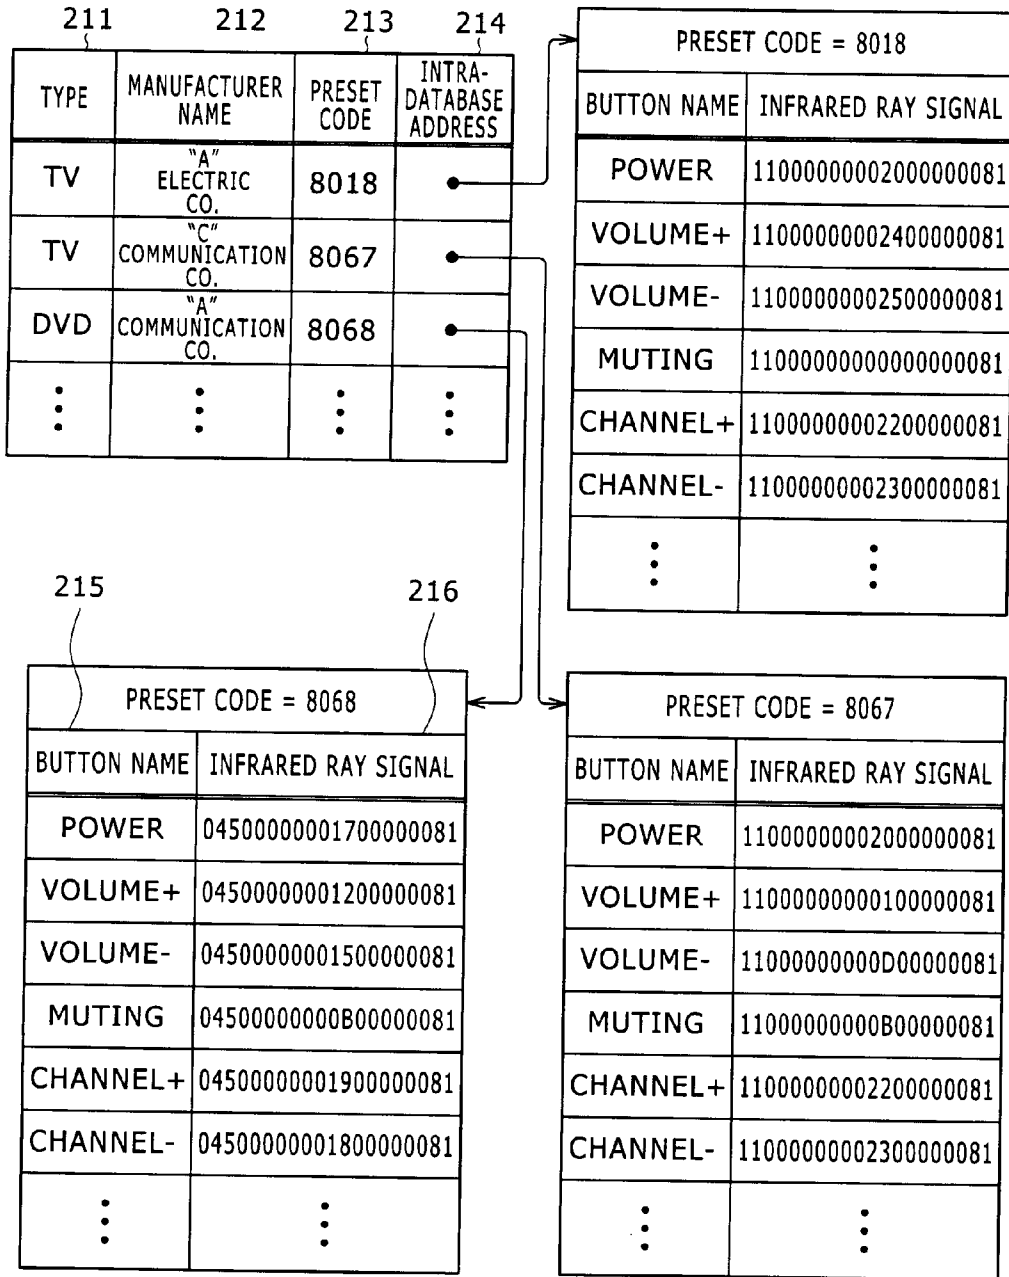 211 212 213 214
TYPE MANUFACTURER NAME PRESET CODE INTRA-DATABASE ADDRESS
TV "A" ELECTRIC CO. 8018
TV "C" COMMUNICATION CO. 8067
DVD "A" COMMUNICATION CO. 8068
PRESET CODE = 8018
BUTTON NAME INFRARED RAY SIGNAL
POWER 11000000002000000081
VOLUME+ 11000000002400000081
VOLUME- 11000000002500000081
MUTING 11000000000000000081
CHANNEL+ 11000000002200000081
CHANNEL- 11000000002300000081
215 216
PRESET CODE = 8068
BUTTON NAME INFRARED RAY SIGNAL
POWER 04500000001700000081
VOLUME+ 04500000001200000081
VOLUME- 04500000001500000081
MUTING 04500000000B00000081
CHANNEL+ 04500000001900000081
CHANNEL- 04500000001800000081
PRESET CODE = 8067
BUTTON NAME INFRARED RAY SIGNAL
POWER 11000000002000000081
VOLUME+ 11000000000100000081
VOLUME- 11000000000D00000081
MUTING 11000000000B00000081
CHANNEL+ 11000000002200000081
CHANNEL- 11000000002300000081